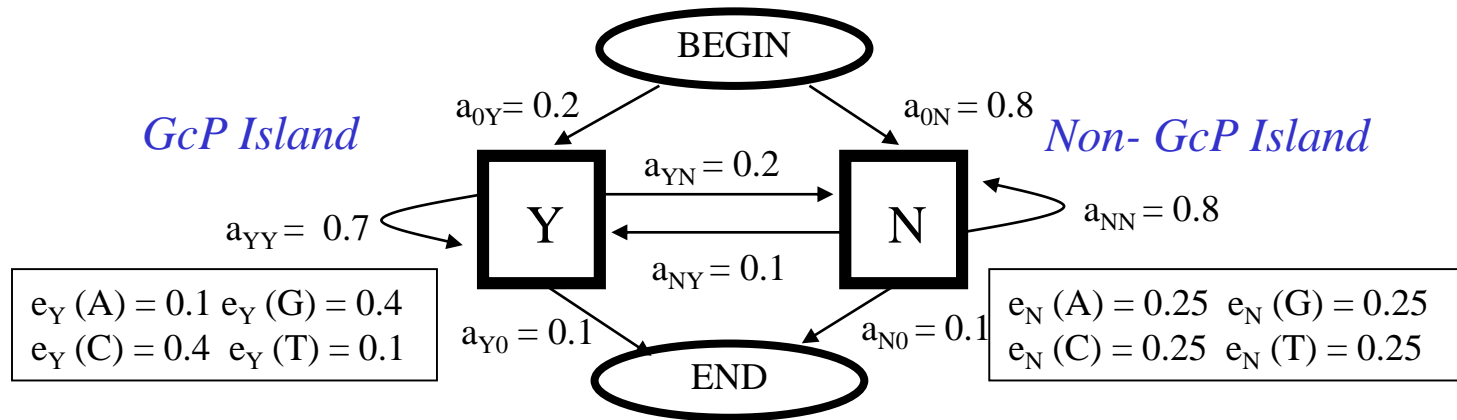 BEGIN
a0Y= 0.2
a0N= 0.8
GcP Island
Non- GcP Island
aYN = 0.2
Y
N
aYY = 0.7
aNN = 0.8
aNY = 0.1
eY (A) = 0.1 eY (G) = 0.4
eY (C) = 0.4 eY (T) = 0.1
aY0 = 0.1
aN0 = 0.1
eN (A) = 0.25 eN (G) = 0.25
eN (C) = 0.25 eN (T) = 0.25
END